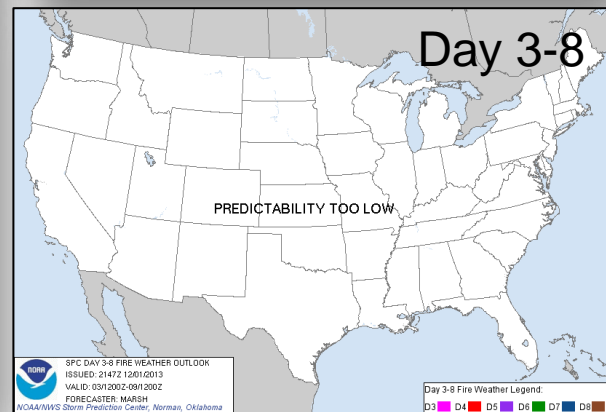 Day 3-8
PREDICTABILITY TOO LOW
NOAA
SPC DAY 3-8 FIRE WEATHER OUTLOOK
ISSUED: 2147Z 12/01/2013
VALID: 03/1200Z-09/1200Z
FORECASTER: MARSH
NOAA/NWS Storm Prediction Center, Norman, Oklahoma
Day 3-8 Fire Weather Legend:
D3 D4 D5 D6 D7 D8